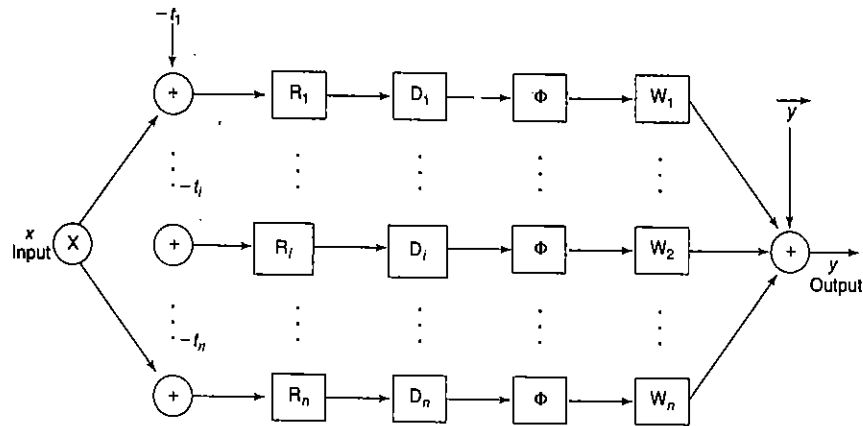 −t1
+ R1 D1 Φ W1 y
−ti
x
Input X + Ri Di Φ W2 + y
Output
−tn
+ Rn Dn Φ Wn